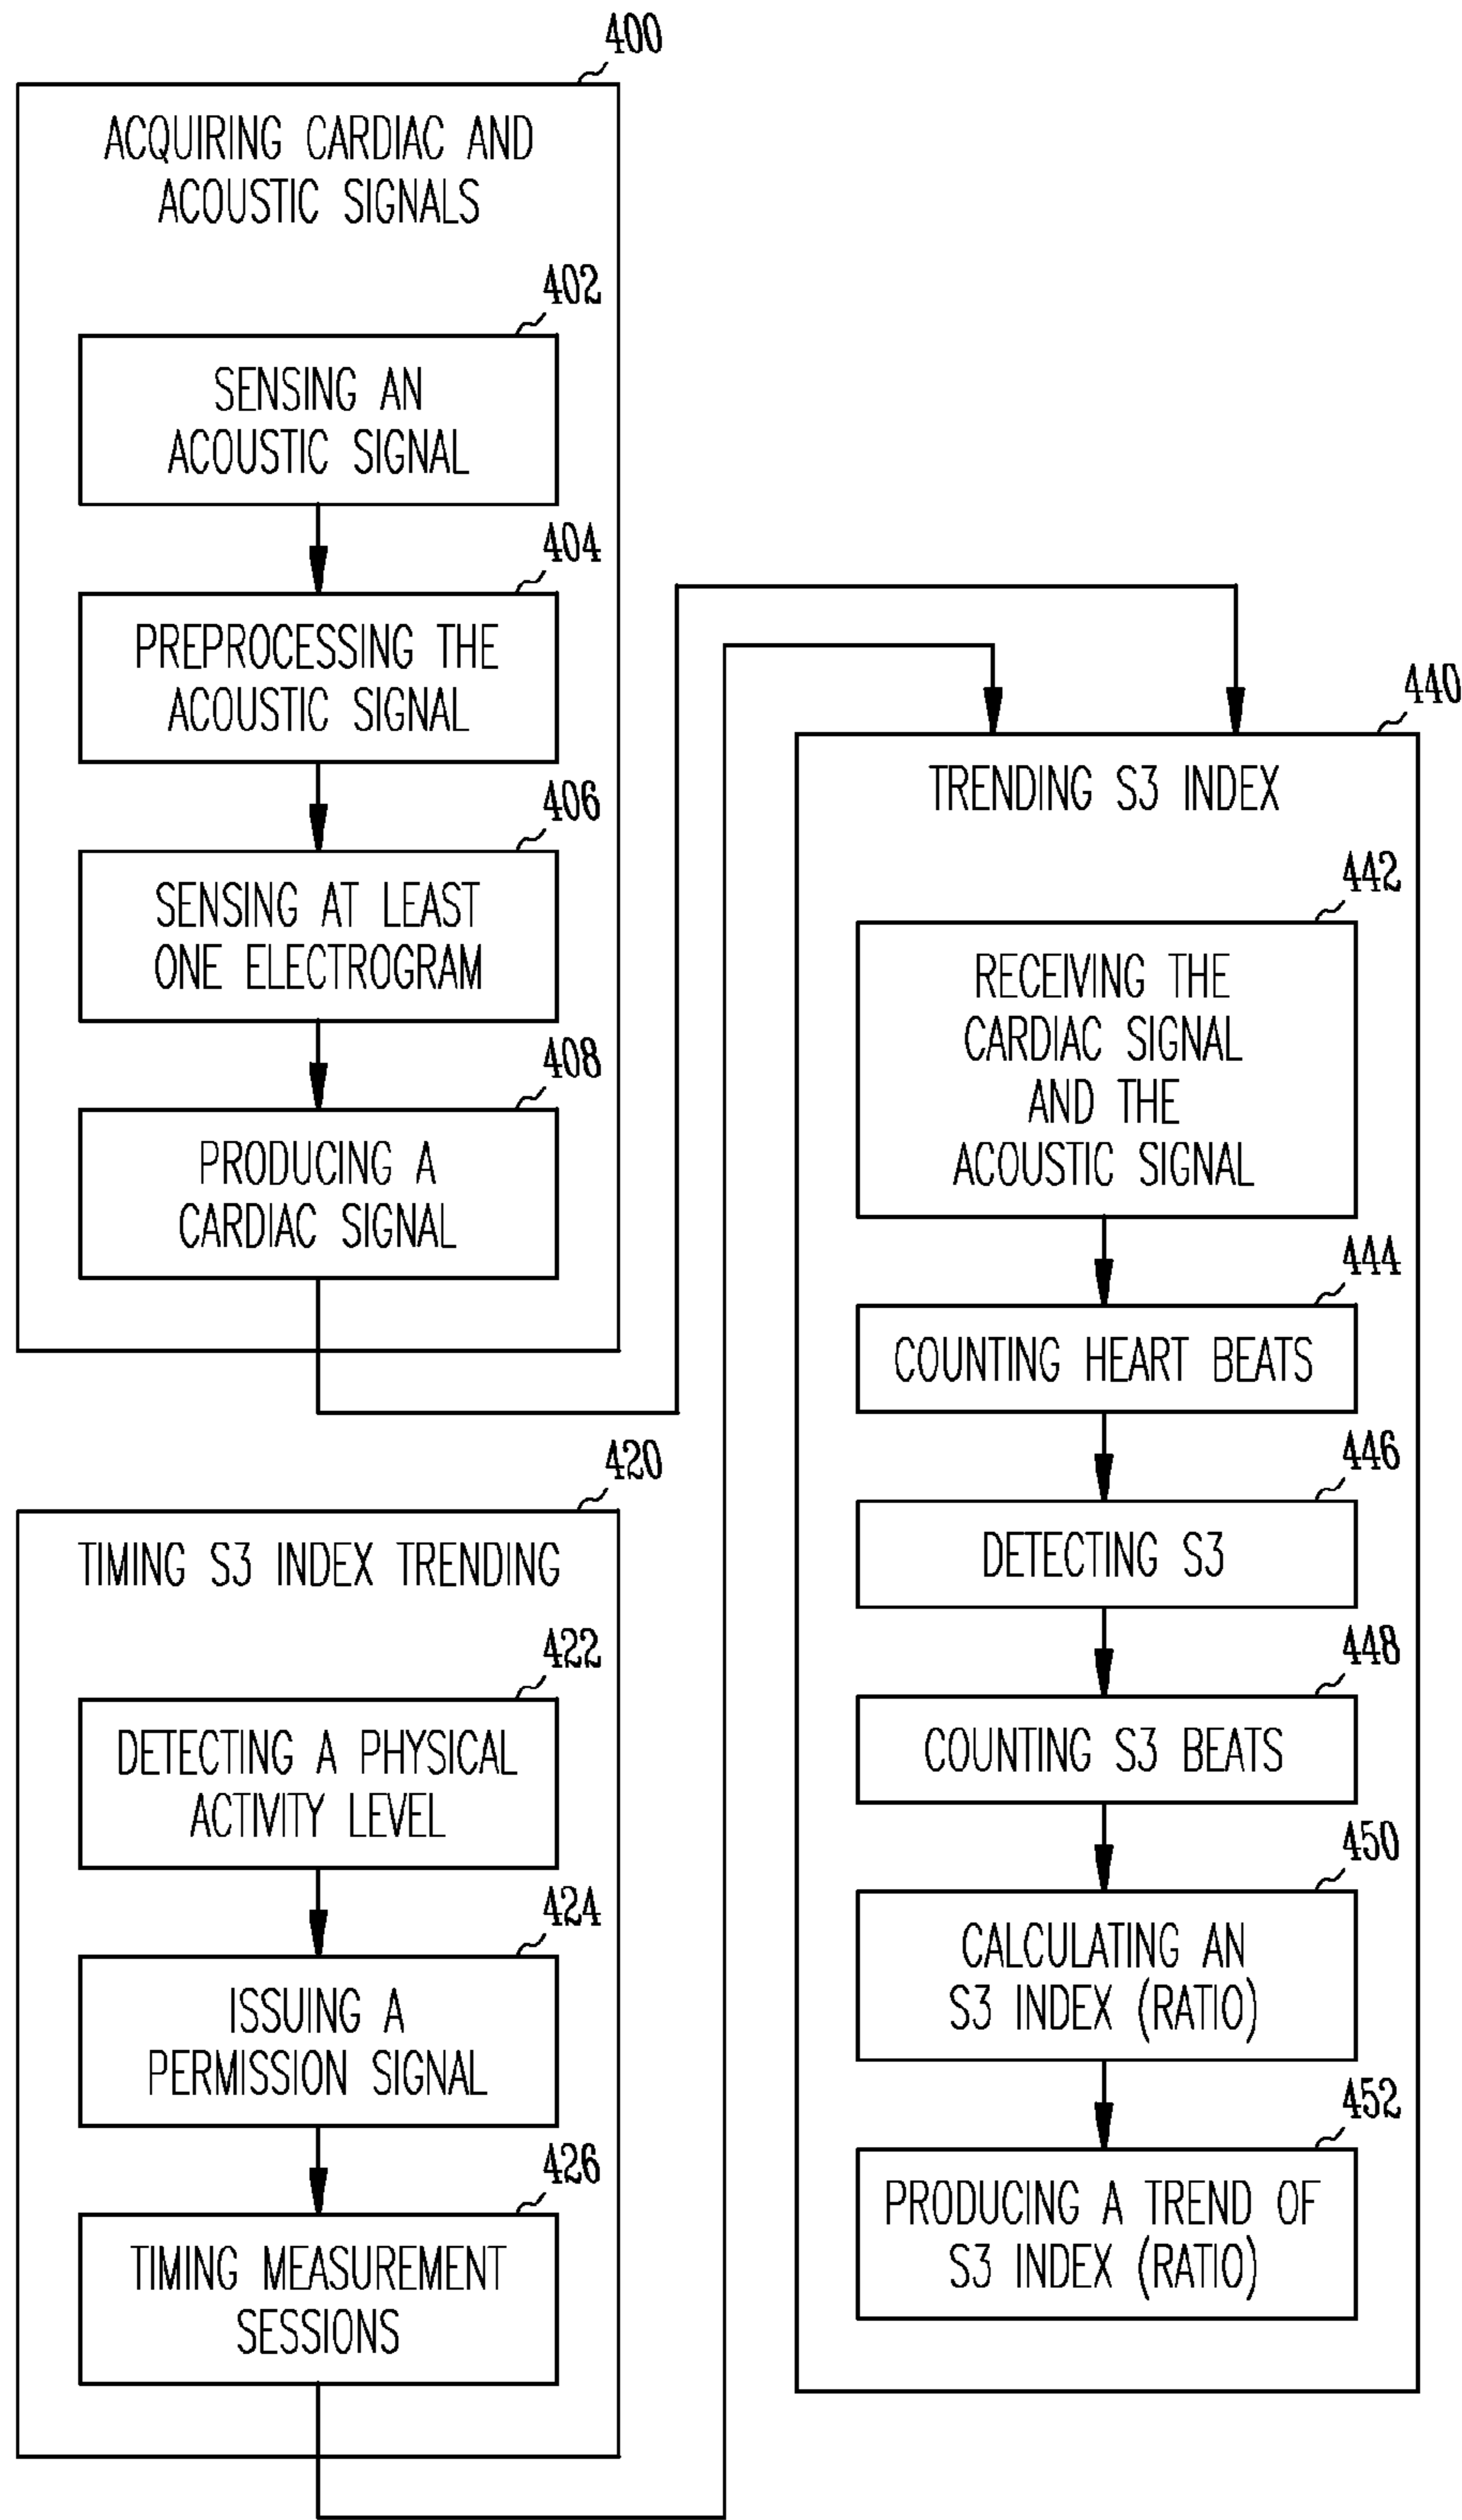 400
ACQUIRING CARDIAC AND
ACOUSTIC SIGNALS
402
SENSING AN
ACOUSTIC SIGNAL
404
PREPROCESSING THE
ACOUSTIC SIGNAL
406
SENSING AT LEAST
ONE ELECTROGRAM
408
PRODUCING A
CARDIAC SIGNAL
420
TIMING S3 INDEX TRENDING
422
DETECTING A PHYSICAL
ACTIVITY LEVEL
424
ISSUING A
PERMISSION SIGNAL
426
TIMING MEASUREMENT
SESSIONS
440
TRENDING S3 INDEX
442
RECEIVING THE
CARDIAC SIGNAL
AND THE
ACOUSTIC SIGNAL
444
COUNTING HEART BEATS
446
DETECTING S3
448
COUNTING S3 BEATS
450
CALCULATING AN
S3 INDEX (RATIO)
452
PRODUCING A TREND OF
S3 INDEX (RATIO)